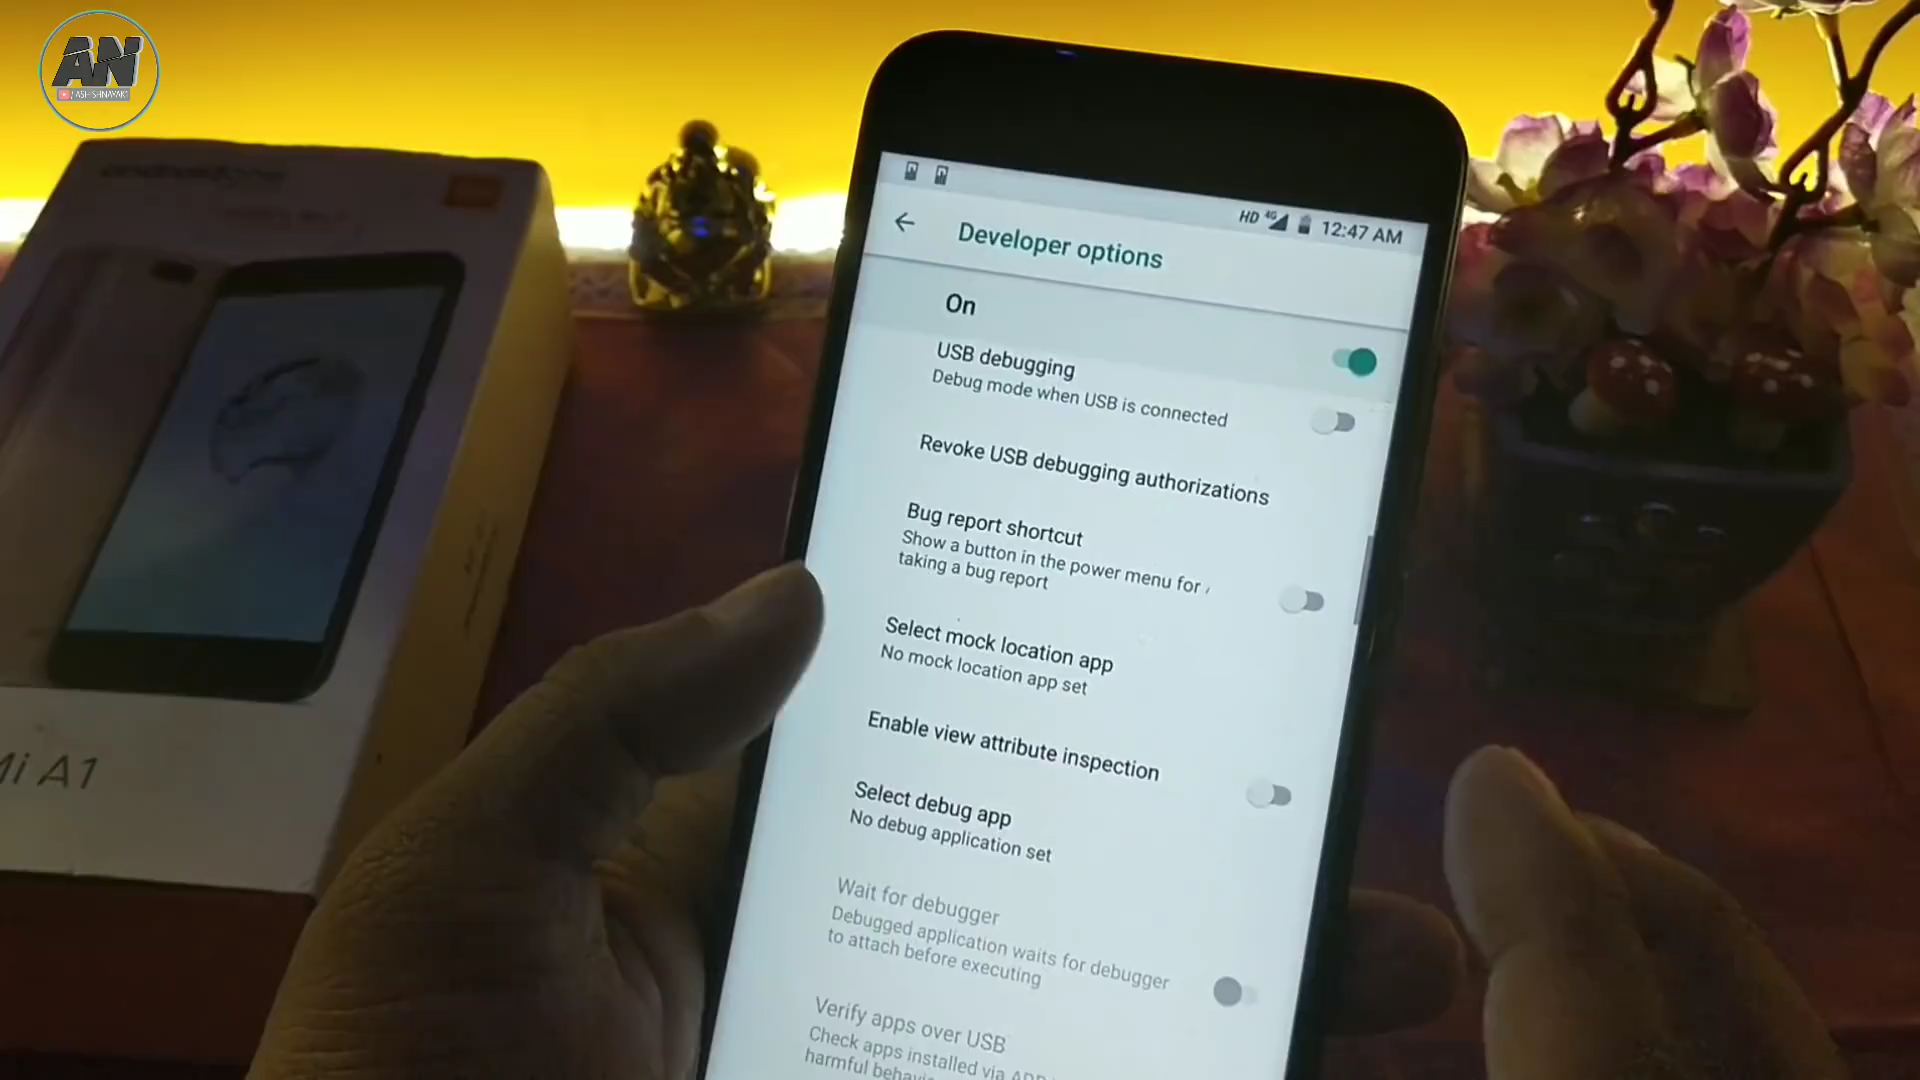 AN
/ ASHISHNAYAK1
androidone
Mi A1
HD 4G 12:47 AM
Developer options
On
USB debugging
Debug mode when USB is connected
Revoke USB debugging authorizations
Bug report shortcut
Show a button in the power menu for
taking a bug report
Select mock location app
No mock location app set
Enable view attribute inspection
Select debug app
No debug application set
Wait for debugger
Debugged application waits for debugger
to attach before executing
Verify apps over USB
Check apps installed via
harmful